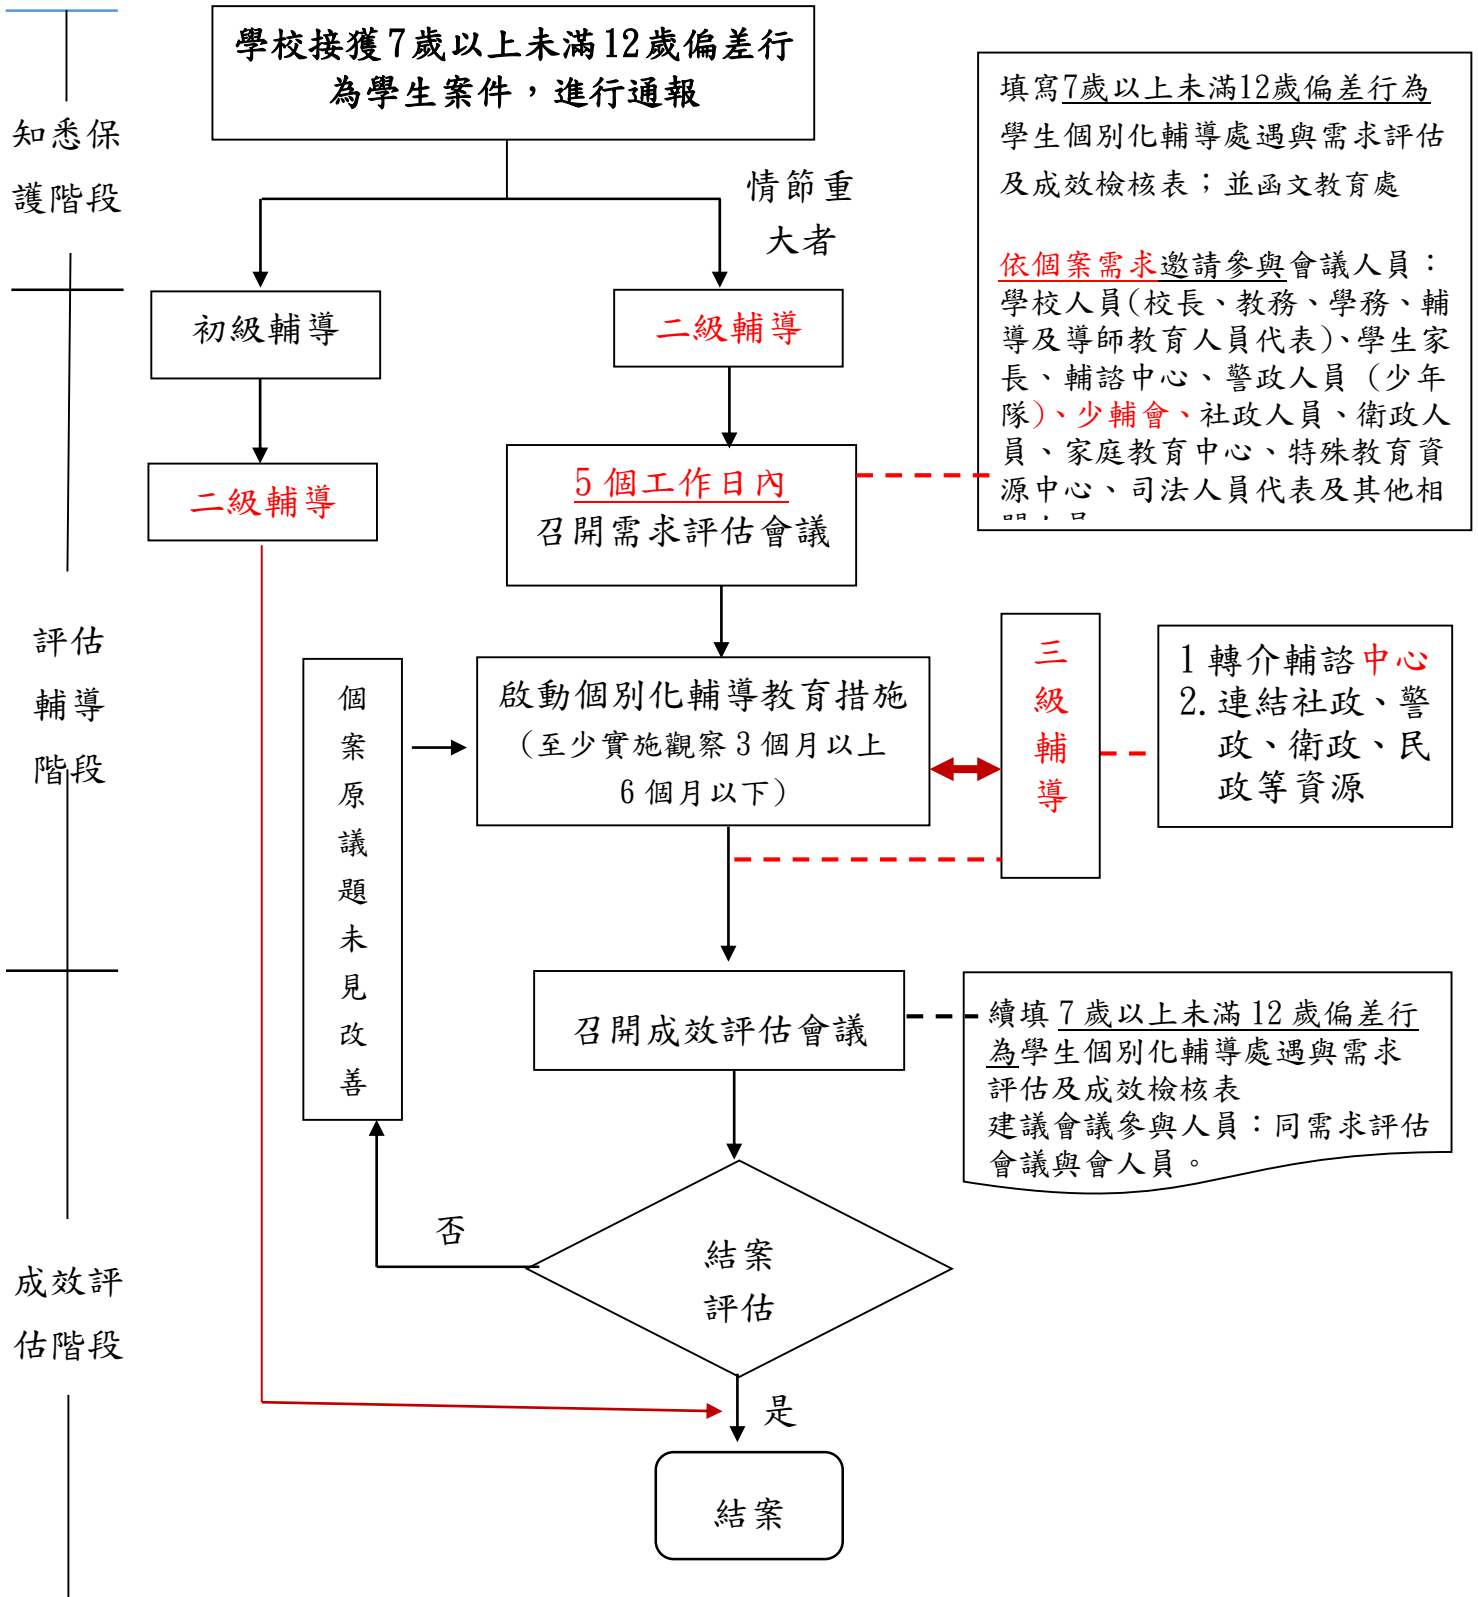 學校接獲7歲以上未滿12歲偏差行
為學生案件，進行通報
知悉保
護階段
情節重
大者
填寫7歲以上未滿12歲偏差行為
學生個別化輔導處遇與需求評估
及成效檢核表；並函文教育處
依個案需求邀請參與會議人員：
學校人員(校長、教務、學務、輔
導及導師教育人員代表)、學生家
長、輔諮中心、警政人員（少年
隊)、少輔會、社政人員、衛政人
員、家庭教育中心、特殊教育資
源中心、司法人員代表及其他相
初級輔導
二級輔導
二級輔導
5個工作日內
召開需求評估會議
評估
輔導
階段
個
案
原
議
題
未
見
改
善
啟動個別化輔導教育措施
（至少實施觀察3個月以上
6個月以下）
三
級
輔
導
1 轉介輔諮中心
2. 連結社政、警
政、衛政、民
政等資源
召開成效評估會議
續填 7歲以上未滿12歲偏差行
為學生個別化輔導處遇與需求
評估及成效檢核表
建議會議參與人員：同需求評估
會議與會人員。
成效評
估階段
否
結案
評估
是
結案